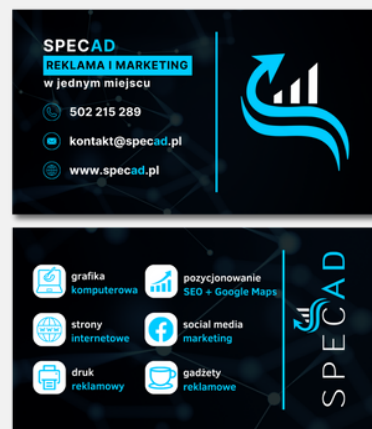 SPECAD
REKLAMA I MARKETING
w jednym miejscu
502 215 289
kontakt@specad.pl
www.specad.pl
grafika
komputerowa
pozycjonowanie
SEO + Google Maps
strony
internetowe
social media
marketing
druk
reklamowy
gadżety
reklamowe
SPECAD